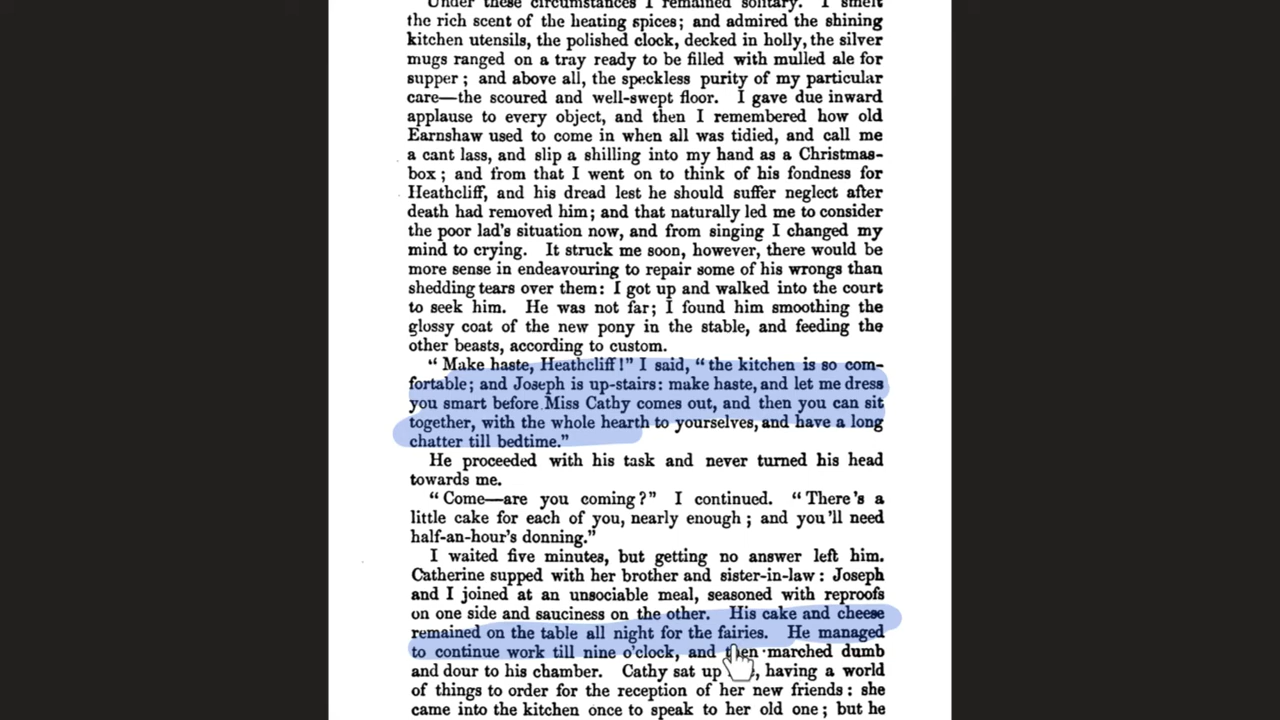 Under these circumstances I remained solitary. I smelt
the rich scent of the heating spices; and admired the shining
kitchen utensils, the polished clock, decked in holly, the silver
mugs ranged on a tray ready to be filled with mulled ale for
supper; and above all, the speckless purity of my particular
care—the scoured and well-swept floor. I gave due inward
applause to every object, and then I remembered how old
Earnshaw used to come in when all was tidied, and call me
a cant lass, and slip a shilling into my hand as a Christmas-
box; and from that I went on to think of his fondness for
Heathcliff, and his dread lest he should suffer neglect after
death had removed him; and that naturally led me to consider
the poor lad's situation now, and from singing I changed my
mind to crying. It struck me soon, however, there would be
more sense in endeavouring to repair some of his wrongs than
shedding tears over them: I got up and walked into the court
to seek him. He was not far; I found him smoothing the
glossy coat of the new pony in the stable, and feeding the
other beasts, according to custom.
"Make haste, Heathcliff!" I said, "the kitchen is so com-
fortable; and Joseph is up-stairs: make haste, and let me dress
you smart before Miss Cathy comes out, and then you can sit
together, with the whole hearth to yourselves, and have a long
chatter till bedtime."
He proceeded with his task and never turned his head
towards me.
"Come—are you coming?" I continued. "There's a
little cake for each of you, nearly enough; and you'll need
half-an-hour's donning."
I waited five minutes, but getting no answer left him.
Catherine supped with her brother and sister-in-law: Joseph
and I joined at an unsociable meal, seasoned with reproofs
on one side and sauciness on the other. His cake and cheese
remained on the table all night for the fairies. He managed
to continue work till nine o'clock, and then marched dumb
and dour to his chamber. Cathy sat up having a world
of things to order for the reception of her new friends: she
came into the kitchen once to speak to her old one; but he